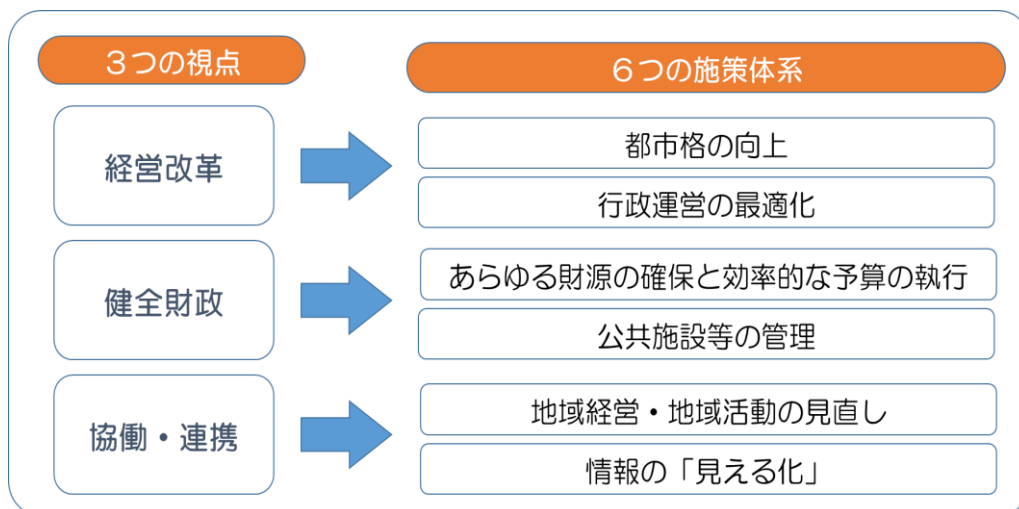 ３つの視点
６つの施策体系
経営改革
都市格の向上
行政運営の最適化
健全財政
あらゆる財源の確保と効率的な予算の執行
公共施設等の管理
協働・連携
地域経営・地域活動の見直し
情報の「見える化」